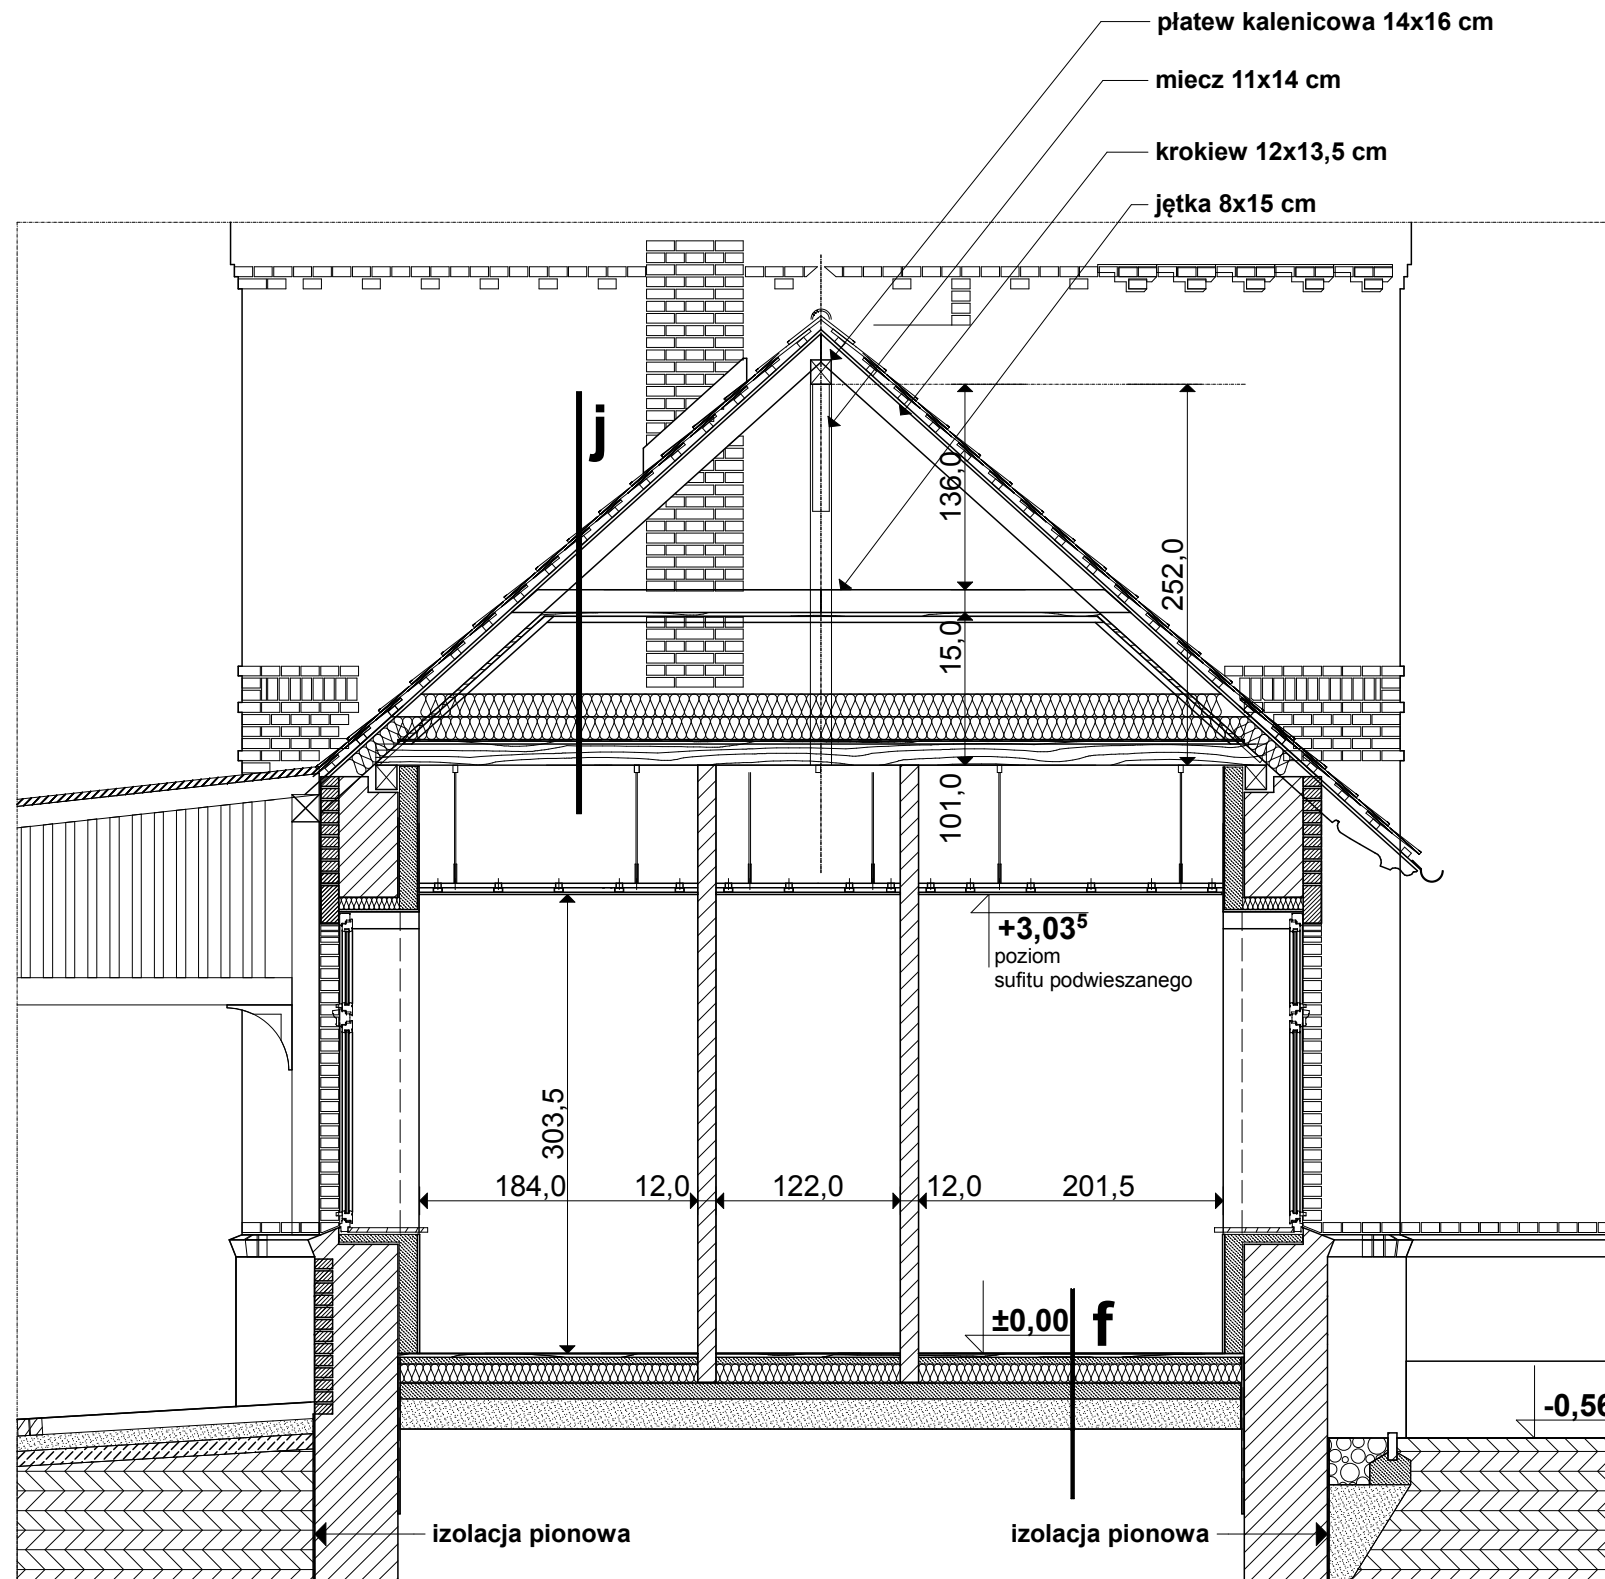 płatew kalenicowa 14x16 cm
miecz 11x14 cm
krokiew 12x13,5 cm
jętka 8x15 cm
j
136,0
252,0
15,0
101,0
+3,03⁵
poziom
sufitu podwieszanego
303,5
184,0 12,0 122,0 12,0 201,5
±0,00 f
-0,56
izolacja pionowa izolacja pionowa